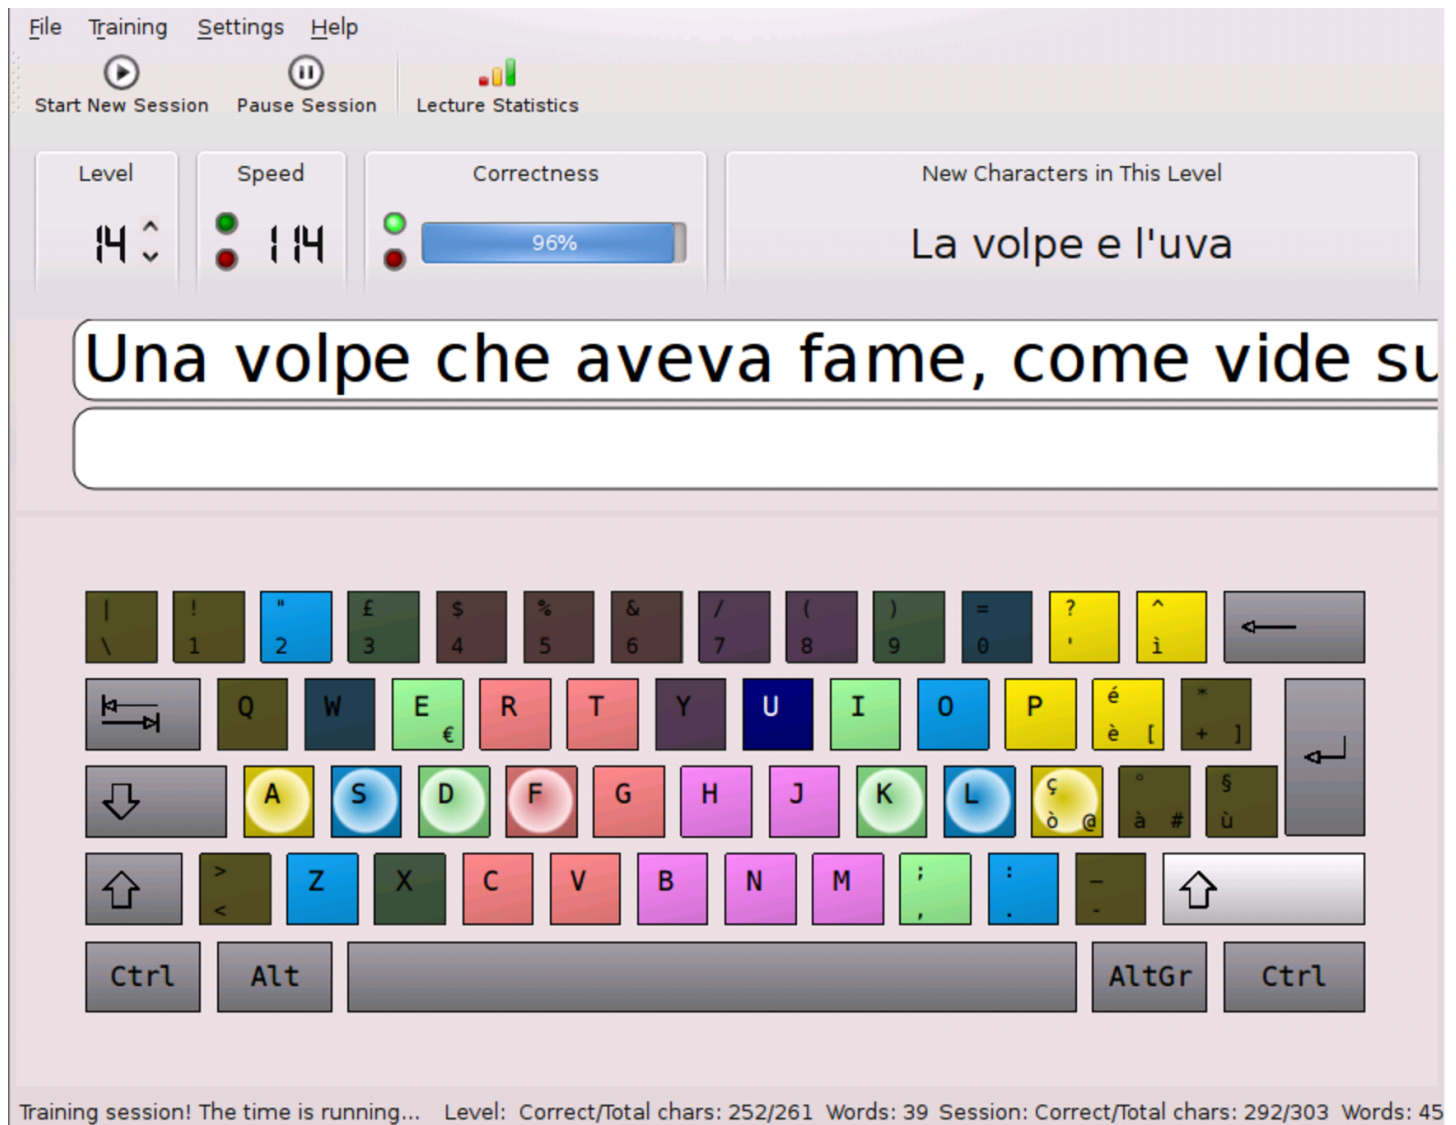 File Training Settings Help
Start New Session Pause Session Lecture Statistics
Level Speed Correctness New Characters in This Level
14 114 96% La volpe e l'uva
Una volpe che aveva fame, come vide su
| ! " £ $ % & / ( ) = ? ^
\ 1 2 3 4 5 6 7 8 9 0 ' ì
Q W E € R T Y U I O P é è [ * + ]
A S D F G H J K L ç ò @ ° à # § ù
> < Z X C V B N M ; , : . _ -
Ctrl Alt AltGr Ctrl
Training session! The time is running... Level: Correct/Total chars: 252/261 Words: 39 Session: Correct/Total chars: 292/303 Words: 45